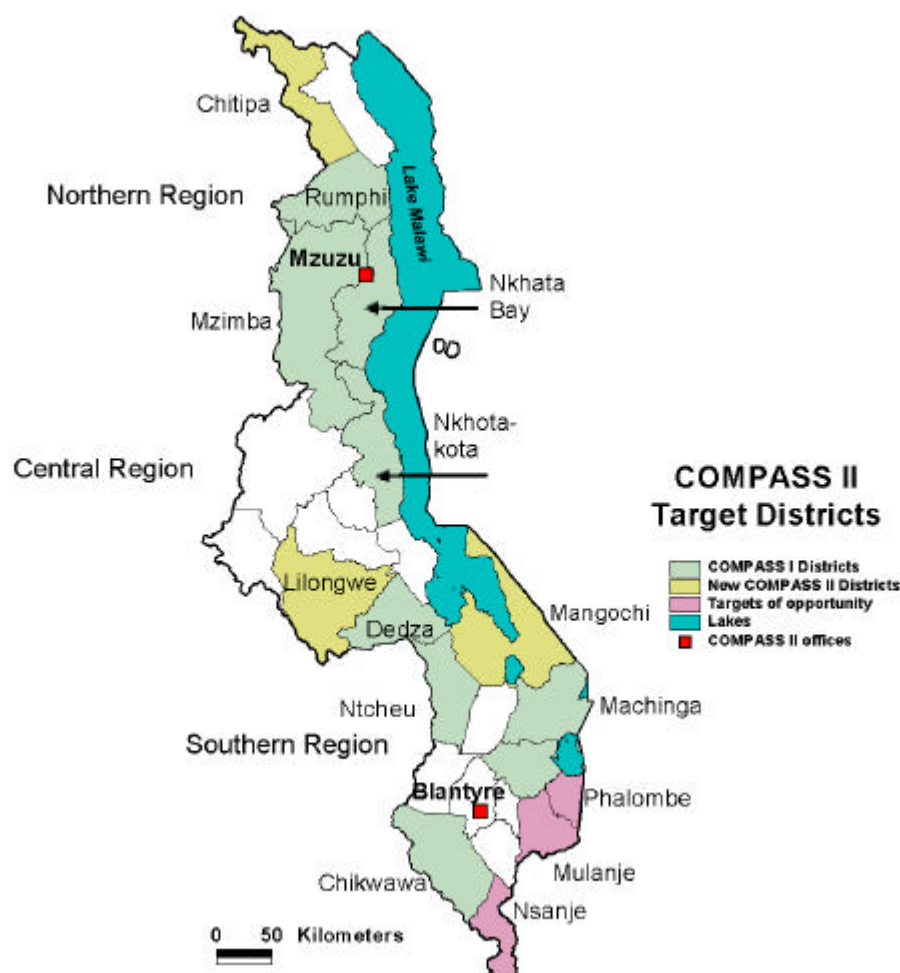 Chitipa
Northern Region
Rumphil
Lake Malawi
Mzuzu
Nkhata
Bay
Mzimba
Nkhota-
kota
Central Region
COMPASS II
Target Districts
COMPASS I Districts
New COMPASS II Districts
Targets of opportunity
Lakes
COMPASS II offices
Lilongwe
Mangochi
Dedza
Ntcheu
Machinga
Southern Region
Blantyre
Phalombe
Mulanje
Chikwawa
Nsanje
0 50 Kilometers